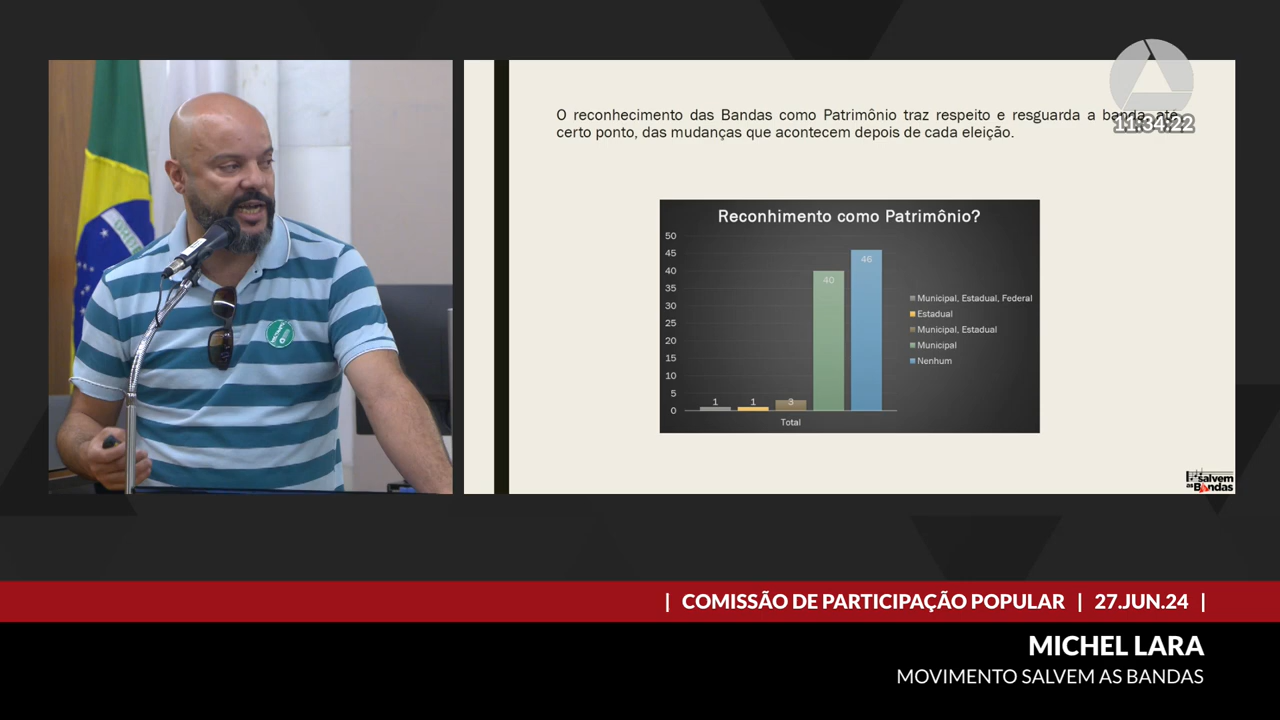 O reconhecimento das Bandas como Patrimônio traz respeito e resguarda a banda, até
certo ponto, das mudanças que acontecem depois de cada eleição.
11:34:22
Reconhimento como Patrimônio?
50
45
40
35
30
25
20
15
10
5
0
1
1
3
40
46
Total
Municipal, Estadual, Federal
Estadual
Municipal, Estadual
Municipal
Nenhum
salvem
as Bandas
| COMISSÃO DE PARTICIPAÇÃO POPULAR | 27.JUN.24 |
MICHEL LARA
MOVIMENTO SALVEM AS BANDAS